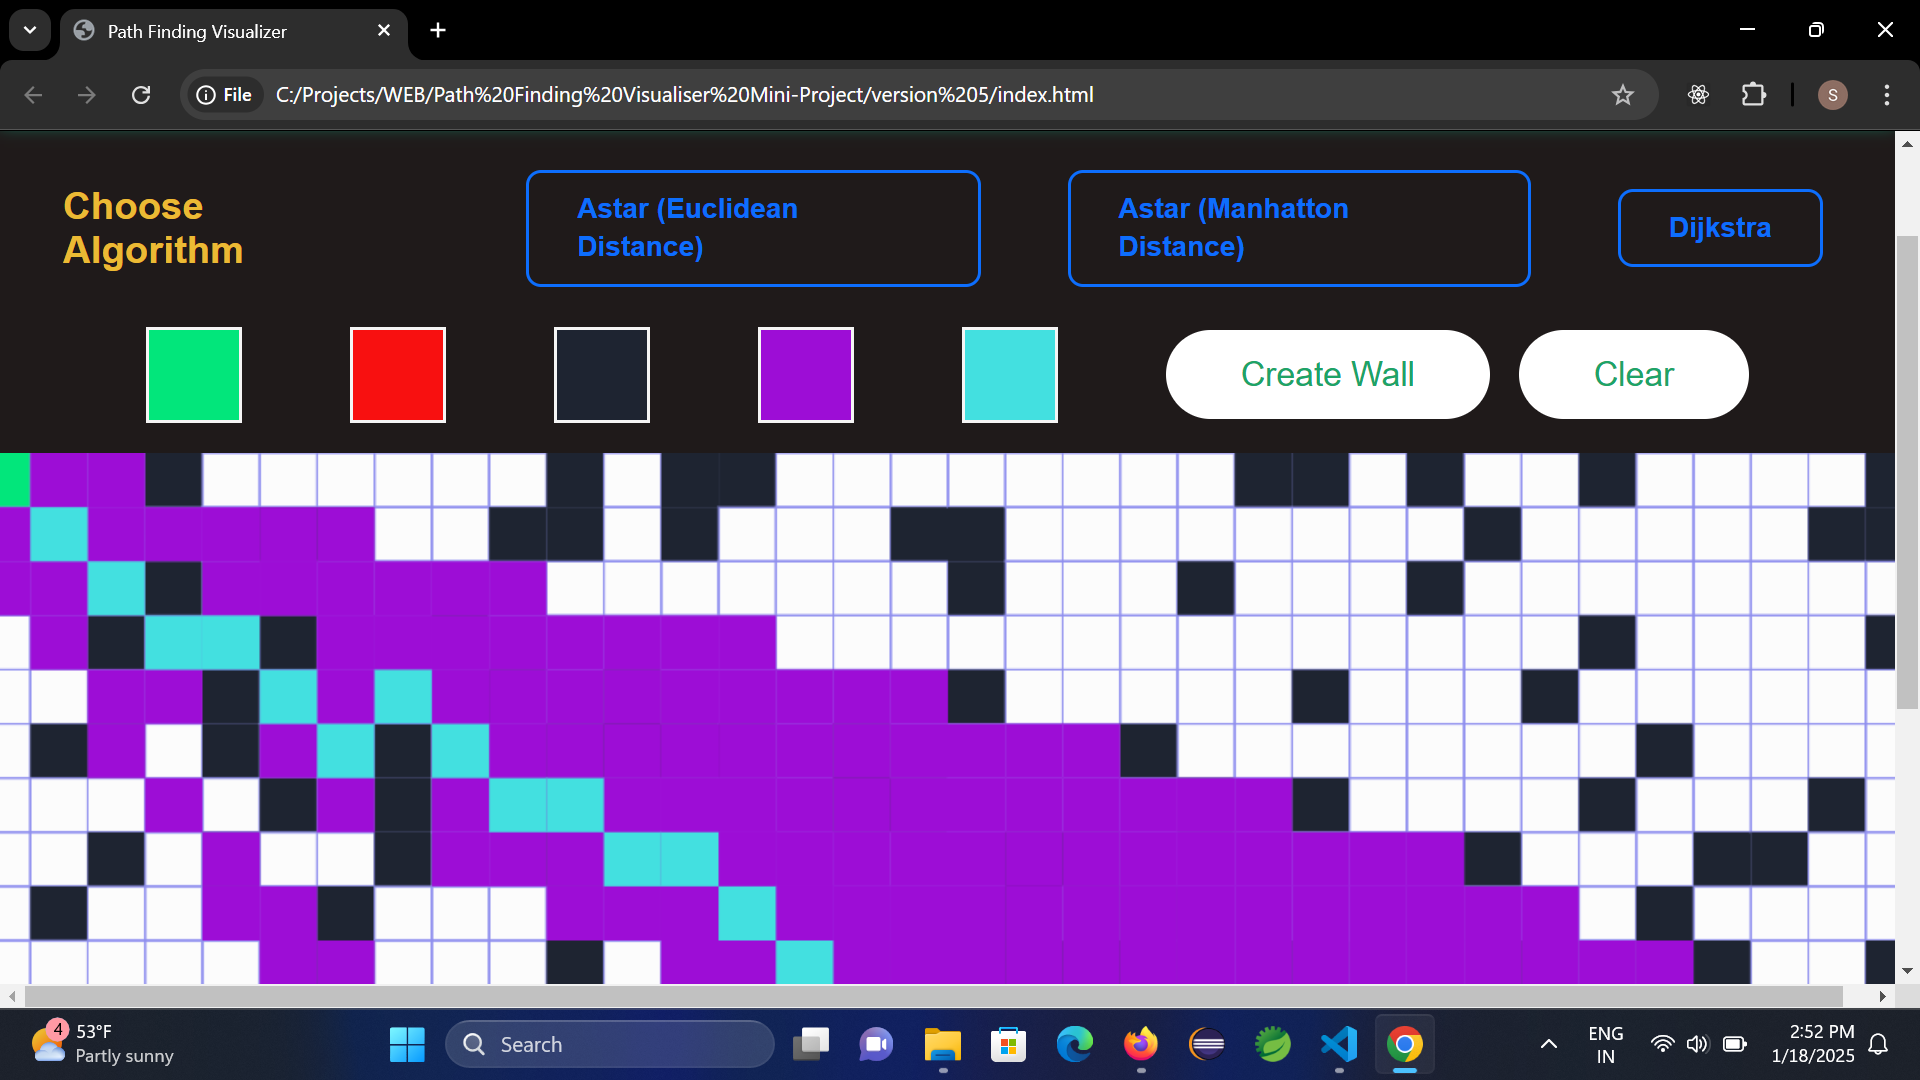 Path Finding Visualizer
File
C:/Projects/WEB/Path%20Finding%20Visualiser%20Mini-Project/version%205/index.html
S
Choose
Algorithm
Astar (Euclidean
Distance)
Astar (Manhatton
Distance)
Dijkstra
Create Wall
Clear
4
53°F
Partly sunny
Search
ENG
IN
2:52 PM
1/18/2025